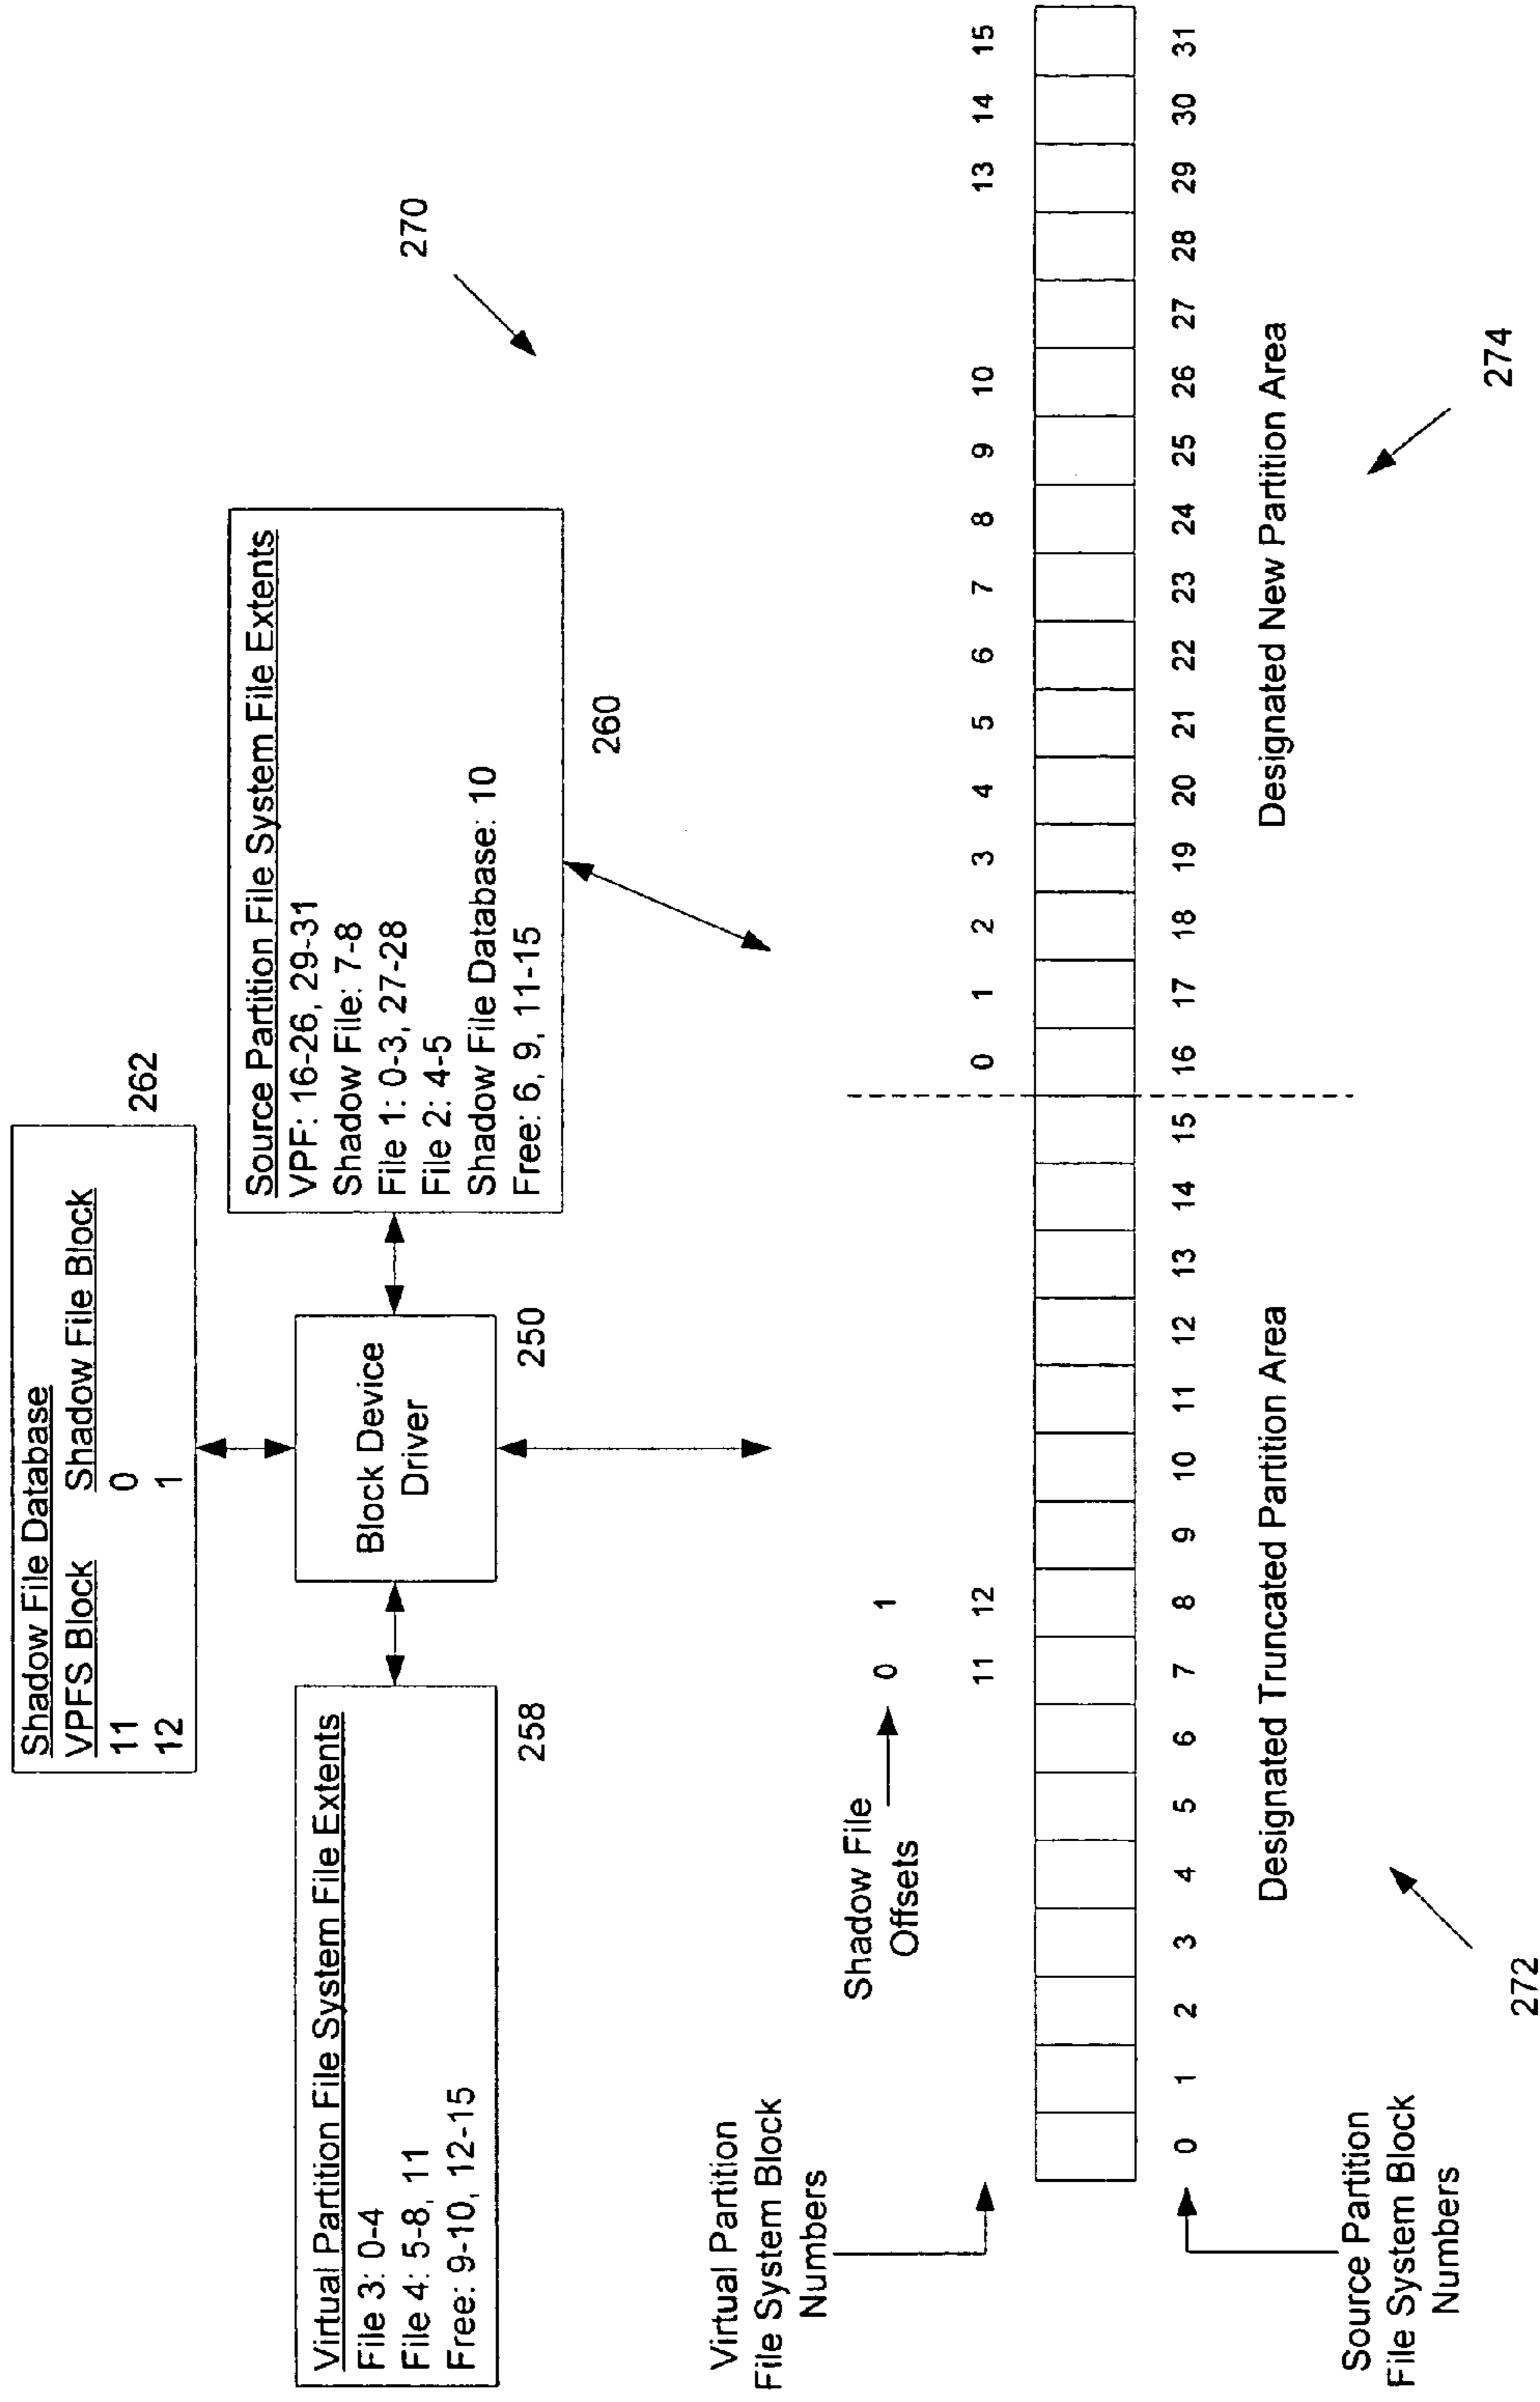 Shadow File Database
VPFS Block Shadow File Block
11 0
12 1
262
Virtual Partition File System File Extents
File 3: 0-4
File 4: 5-8, 11
Free: 9-10, 12-15
258
Block Device
Driver
250
Source Partition File System File Extents
VPF: 16-26, 29-31
Shadow File: 7-8
File 1: 0-3, 27-28
File 2: 4-5
Shadow File Database: 10
Free: 6, 9, 11-15
260
270
Shadow File
Offsets
0 1
Virtual Partition
File System Block
Numbers
11 12 0 1 2 3 4 5 6 7 8 9 10 13 14 15
0 1 2 3 4 5 6 7 8 9 10 11 12 13 14 15 16 17 18 19 20 21 22 23 24 25 26 27 28 29 30 31
Source Partition
File System Block
Numbers
Designated Truncated Partition Area
Designated New Partition Area
272
274